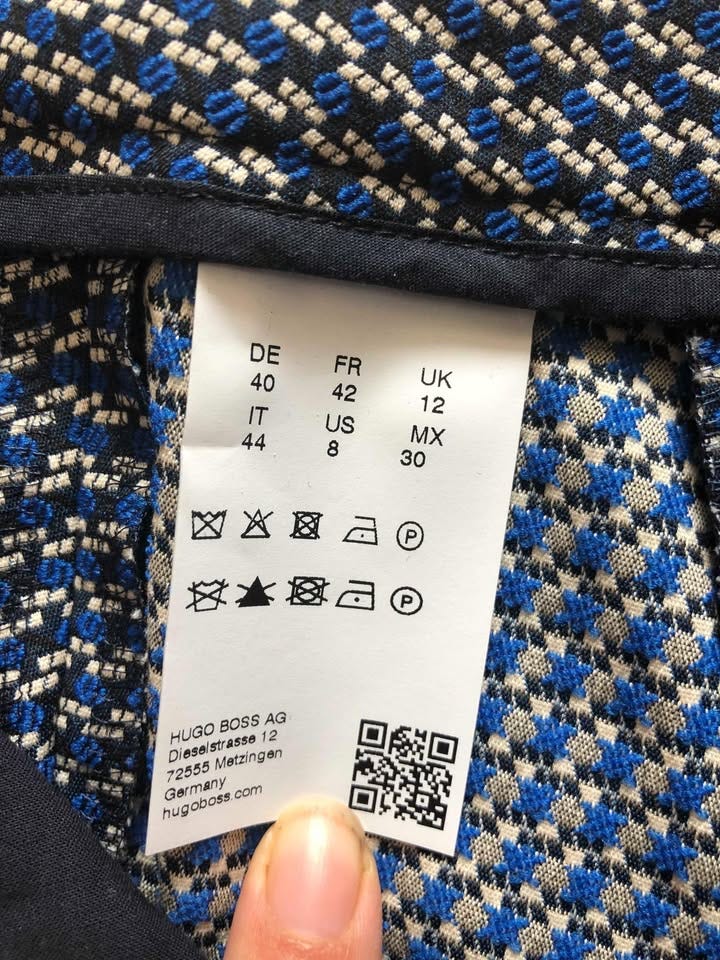 DE FR UK
40 42 12
IT US MX
44 8 30
P
P
HUGO BOSS AG
Dieselstrasse 12
72555 Metzingen
Germany
hugoboss.com